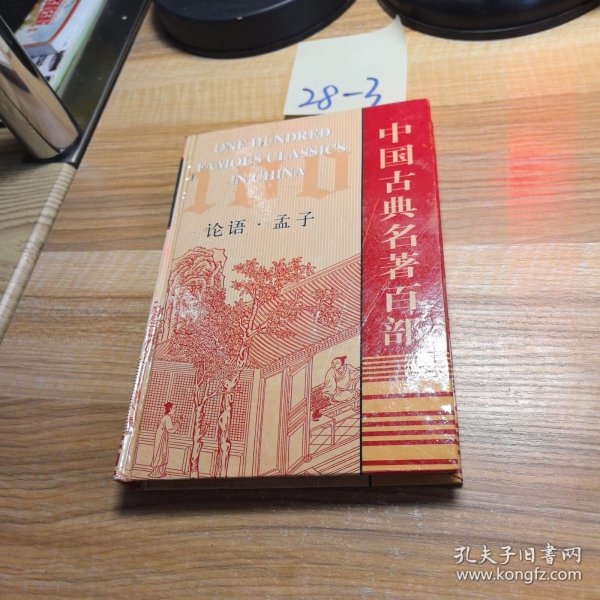 28-3
ONE HUNDRED
FAMOUS CLASSICS
IN CHINA
100
论语·孟子
中国古典名著百部
孔夫子旧书网
www.kongfz.com